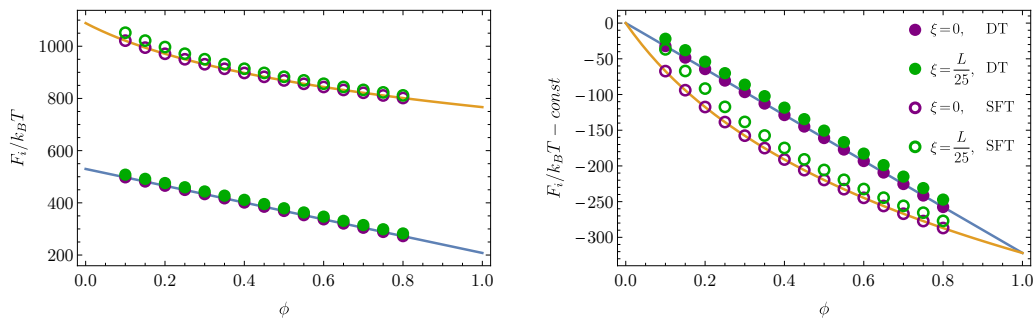 F_i/k_BT
1000
800
600
400
200
0.0 0.2 0.4 0.6 0.8 1.0
ϕ
F_i/k_BT − const
0
−50
−100
−150
−200
−250
−300
0.0 0.2 0.4 0.6 0.8 1.0
ϕ
ξ=0, DT
ξ=L/25, DT
ξ=0, SFT
ξ=L/25, SFT